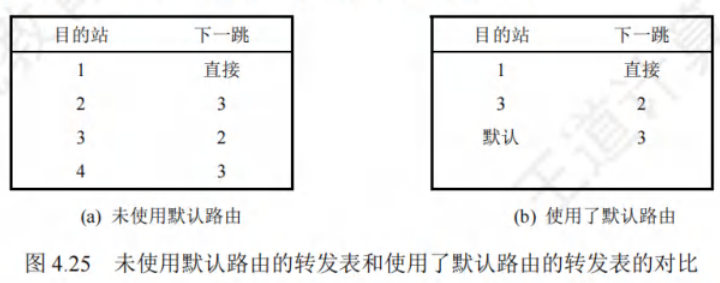 目的站 下一跳
1 直接
2 3
3 2
4 3
(a) 未使用默认路由
目的站 下一跳
1 直接
3 2
默认 3
(b) 使用了默认路由
图 4.25 未使用默认路由的转发表和使用了默认路由的转发表的对比